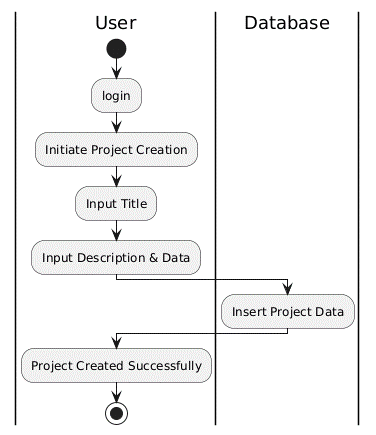 User
Database
login
Initiate Project Creation
Input Title
Input Description & Data
Insert Project Data
Project Created Successfully